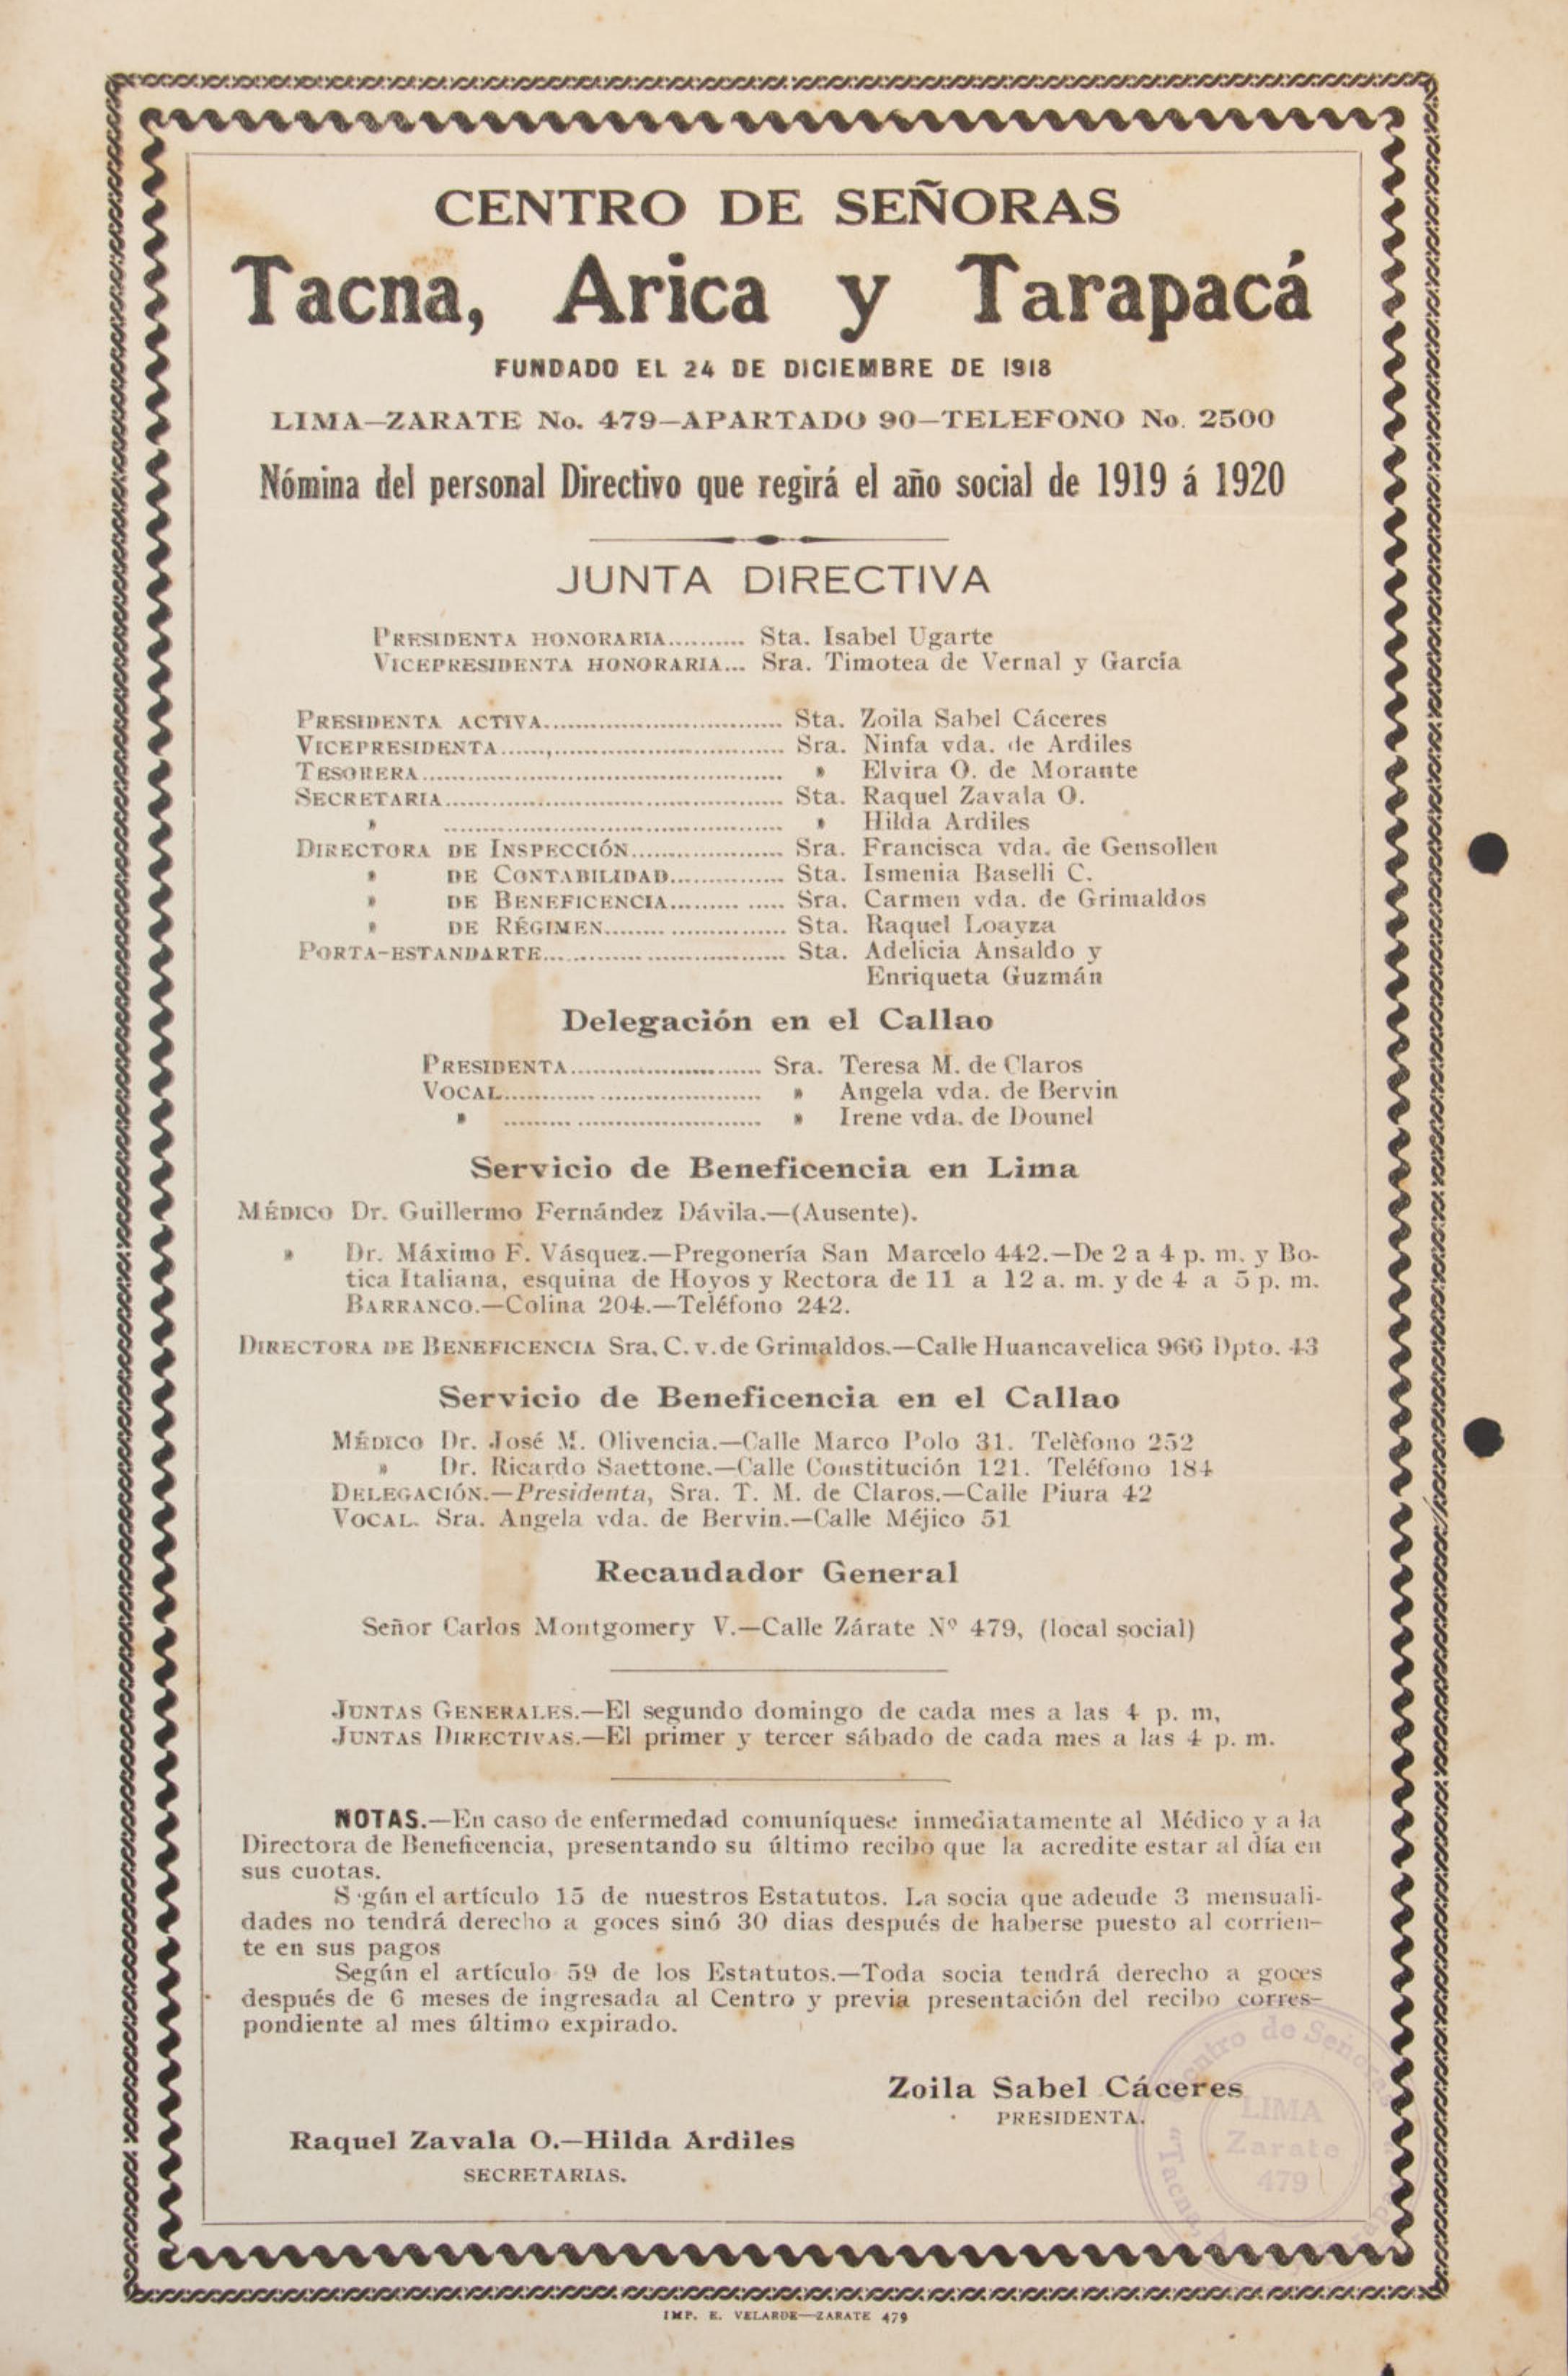 CENTRO DE SEÑORAS
Tacna, Arica y Tarapacá
FUNDADO EL 24 DE DICIEMBRE DE 1918
LIMA—ZARATE No. 479—APARTADO 90—TELEFONO No. 2500
Nómina del personal Directivo que regirá el año social de 1919 á 1920
JUNTA DIRECTIVA
PRESIDENTA HONORARIA.......... Sta. Isabel Ugarte
VICEPRESIDENTA HONORARIA... Sra. Timotea de Vernal y García
PRESIDENTA ACTIVA............................... Sta. Zoila Sabel Cáceres
VICEPRESIDENTA......,.............................. Sra. Ninfa vda. de Ardiles
TESORERA............................................... » Elvira O. de Morante
SECRETARIA............................................ Sta. Raquel Zavala O.
» ............................................ » Hilda Ardiles
DIRECTORA DE INSPECCIÓN.................... Sra. Francisca vda. de Gensollen
» DE CONTABILIDAD............... Sta. Ismenia Baselli C.
» DE BENEFICENCIA......... ..... Sra. Carmen vda. de Grimaldos
» DE RÉGIMEN........ ............... Sta. Raquel Loayza
PORTA-ESTANDARTE............. .................. Sta. Adelicia Ansaldo y
Enriqueta Guzmán
Delegación en el Callao
PRESIDENTA......................... Sra. Teresa M. de Claros
VOCAL............ ..................... » Angela vda. de Bervin
» ......... ........................ » Irene vda. de Dounel
Servicio de Beneficencia en Lima
MÉDICO Dr. Guillermo Fernández Dávila.—(Ausente).
» Dr. Máximo F. Vásquez.—Pregonería San Marcelo 442.—De 2 a 4 p. m. y Bo-
tica Italiana, esquina de Hoyos y Rectora de 11 a 12 a. m. y de 4 a 5 p. m.
BARRANCO.—Colina 204.—Teléfono 242.
DIRECTORA DE BENEFICENCIA Sra. C. v. de Grimaldos.—Calle Huancavelica 966 Dpto. 43
Servicio de Beneficencia en el Callao
MÉDICO Dr. José M. Olivencia.—Calle Marco Polo 31. Telèfono 252
» Dr. Ricardo Saettone.—Calle Constitución 121. Teléfono 184
DELEGACIÓN.—Presidenta, Sra. T. M. de Claros.—Calle Piura 42
VOCAL. Sra. Angela vda. de Bervin.—Calle Méjico 51
Recaudador General
Señor Carlos Montgomery V.—Calle Zárate Nº 479, (local social)
JUNTAS GENERALES.—El segundo domingo de cada mes a las 4 p. m,
JUNTAS DIRECTIVAS.—El primer y tercer sábado de cada mes a las 4 p. m.
NOTAS.—En caso de enfermedad comuníquese inmediatamente al Médico y a la
Directora de Beneficencia, presentando su último recibo que la acredite estar al día en
sus cuotas.
S gún el artículo 15 de nuestros Estatutos. La socia que adeude 3 mensuali-
dades no tendrá derecho a goces sinó 30 dias después de haberse puesto al corrien-
te en sus pagos
Según el artículo 59 de los Estatutos.—Toda socia tendrá derecho a goces
después de 6 meses de ingresada al Centro y previa presentación del recibo corres-
pondiente al mes último expirado.
Zoila Sabel Cáceres
PRESIDENTA.
Raquel Zavala O.—Hilda Ardiles
SECRETARIAS.
Centro de Señoras
LIMA
Zarate
479
"Tacna,
IMP. E. VELARDE—ZARATE 479